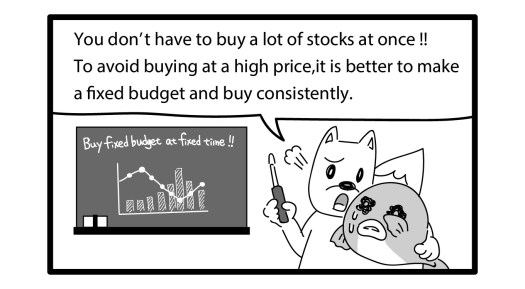 You don't have to buy a lot of stocks at once !!
To avoid buying at a high price,it is better to make
a fixed budget and buy consistently.
Buy fixed budget at fixed time !!